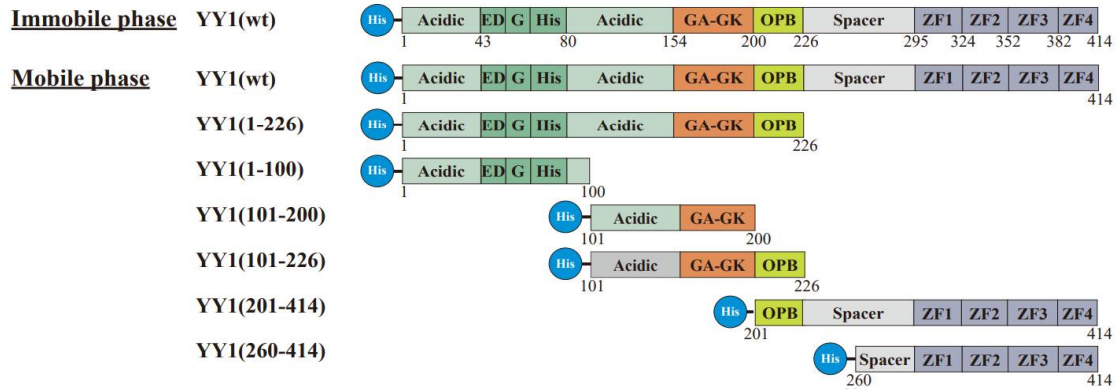 Immobile phase YY1(wt) His Acidic ED G His Acidic GA-GK OPB Spacer ZF1 ZF2 ZF3 ZF4
1 43 80 154 200 226 295 324 352 382 414
Mobile phase YY1(wt) His Acidic ED G His Acidic GA-GK OPB Spacer ZF1 ZF2 ZF3 ZF4
1 414
YY1(1-226) His Acidic ED G His Acidic GA-GK OPB
1 226
YY1(1-100) His Acidic ED G His
1 100
YY1(101-200) His Acidic GA-GK
101 200
YY1(101-226) His Acidic GA-GK OPB
101 226
YY1(201-414) His OPB Spacer ZF1 ZF2 ZF3 ZF4
201 414
YY1(260-414) His Spacer ZF1 ZF2 ZF3 ZF4
260 414